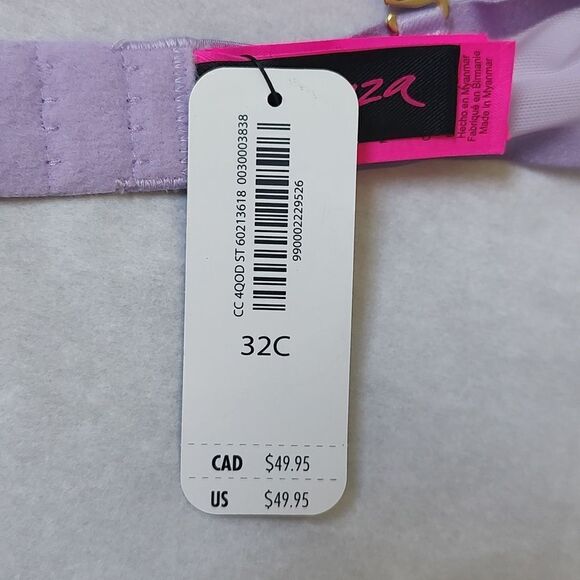 za
Hecho en Myanmar
Fabriqué en Birmanie
Made in Myanmar
CC 4QOD ST 60213618 0030003838
990002229526
32C
CAD $49.95
US $49.95